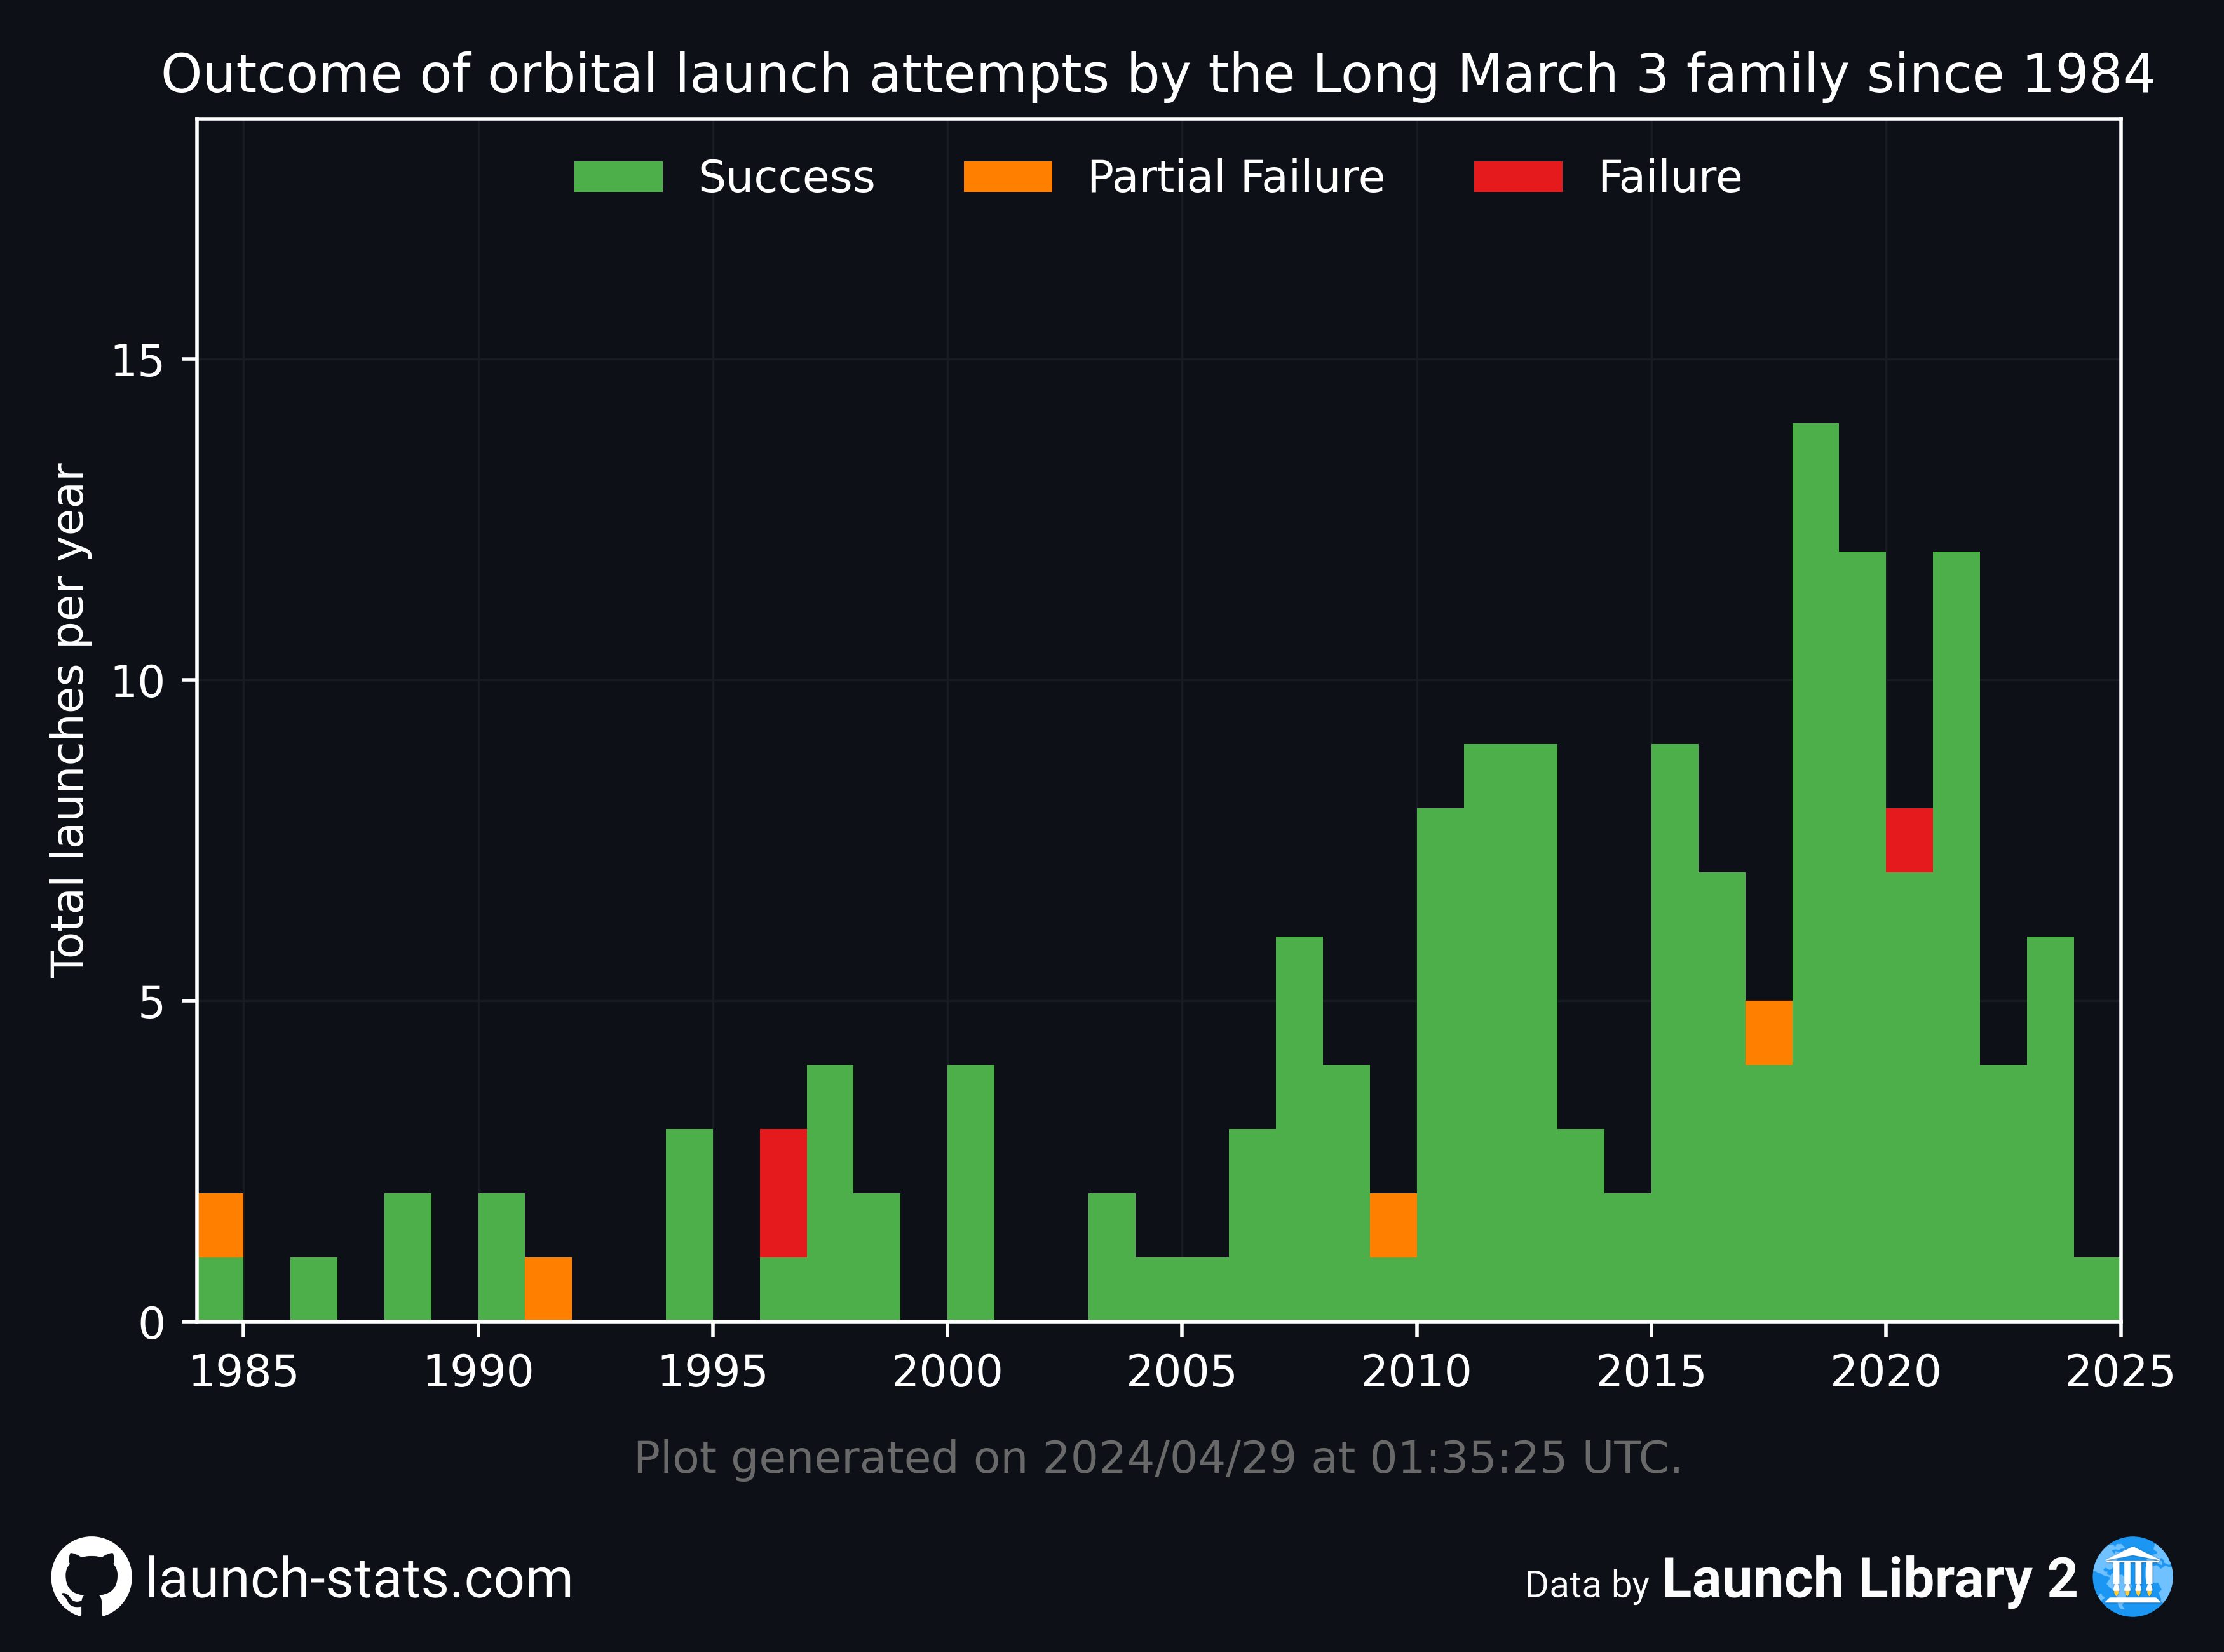 Outcome of orbital launch attempts by the Long March 3 family since 1984
Success Partial Failure Failure
Total launches per year
15
10
5
0
1985 1990 1995 2000 2005 2010 2015 2020 2025
Plot generated on 2024/04/29 at 01:35:25 UTC.
launch-stats.com
Data by Launch Library 2